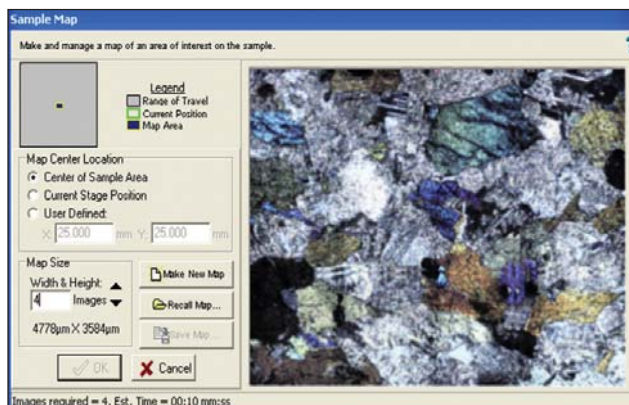 Sample Map
Make and manage a map of an area of interest on the sample.
Legend
Range of Travel
Current Position
Map Area
Map Center Location
Center of Sample Area
Current Stage Position
User Defined:
X: 25.000 mm Y: 25.000 mm
Map Size
Width & Height:
4 Images
4778µm X 3584µm
Make New Map
Recall Map...
Save Map...
OK
Cancel
Images required = 4, Est. Time = 00:10 mm:ss